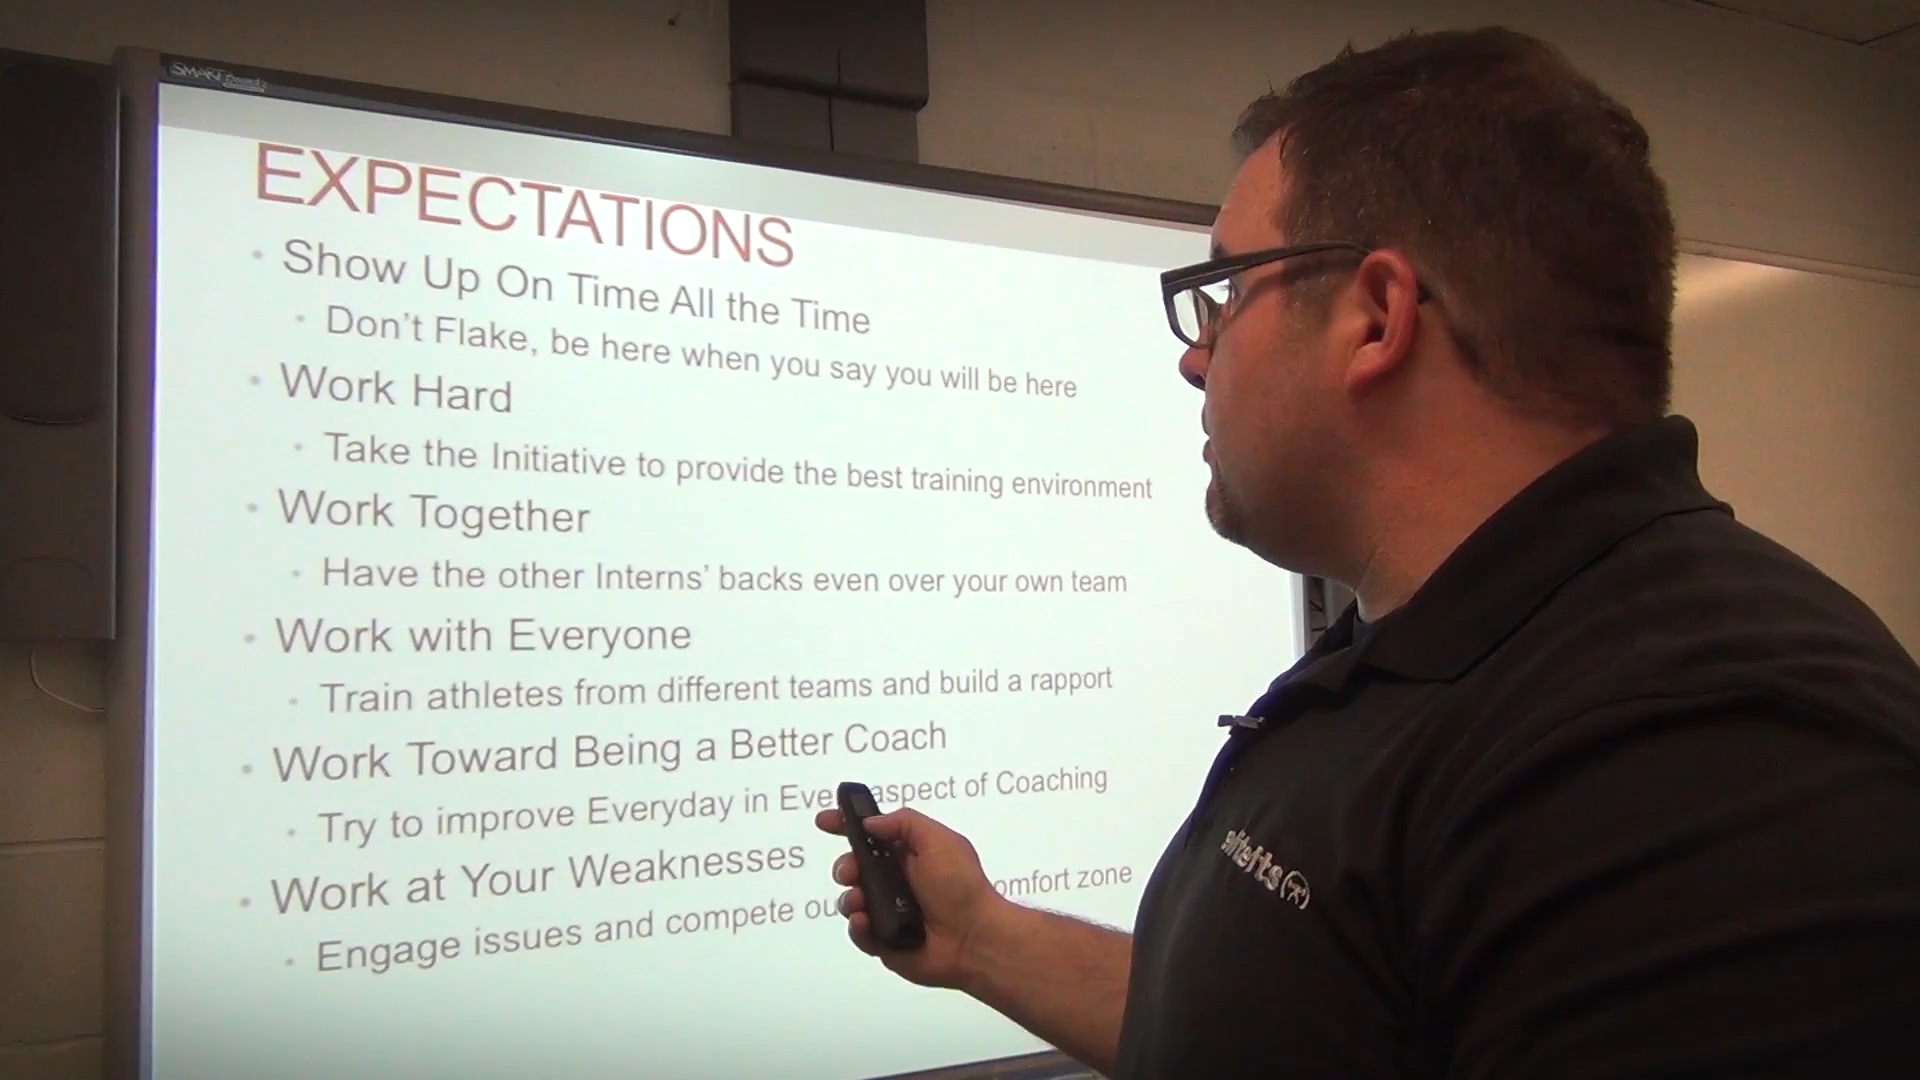 SMART Board
EXPECTATIONS
• Show Up On Time All the Time
• Don't Flake, be here when you say you will be here
• Work Hard
• Take the Initiative to provide the best training environment
• Work Together
• Have the other Interns' backs even over your own team
• Work with Everyone
• Train athletes from different teams and build a rapport
• Work Toward Being a Better Coach
• Try to improve Everyday in Eve aspect of Coaching
• Work at Your Weaknesses
• Engage issues and compete ou omfort zone
elitefts